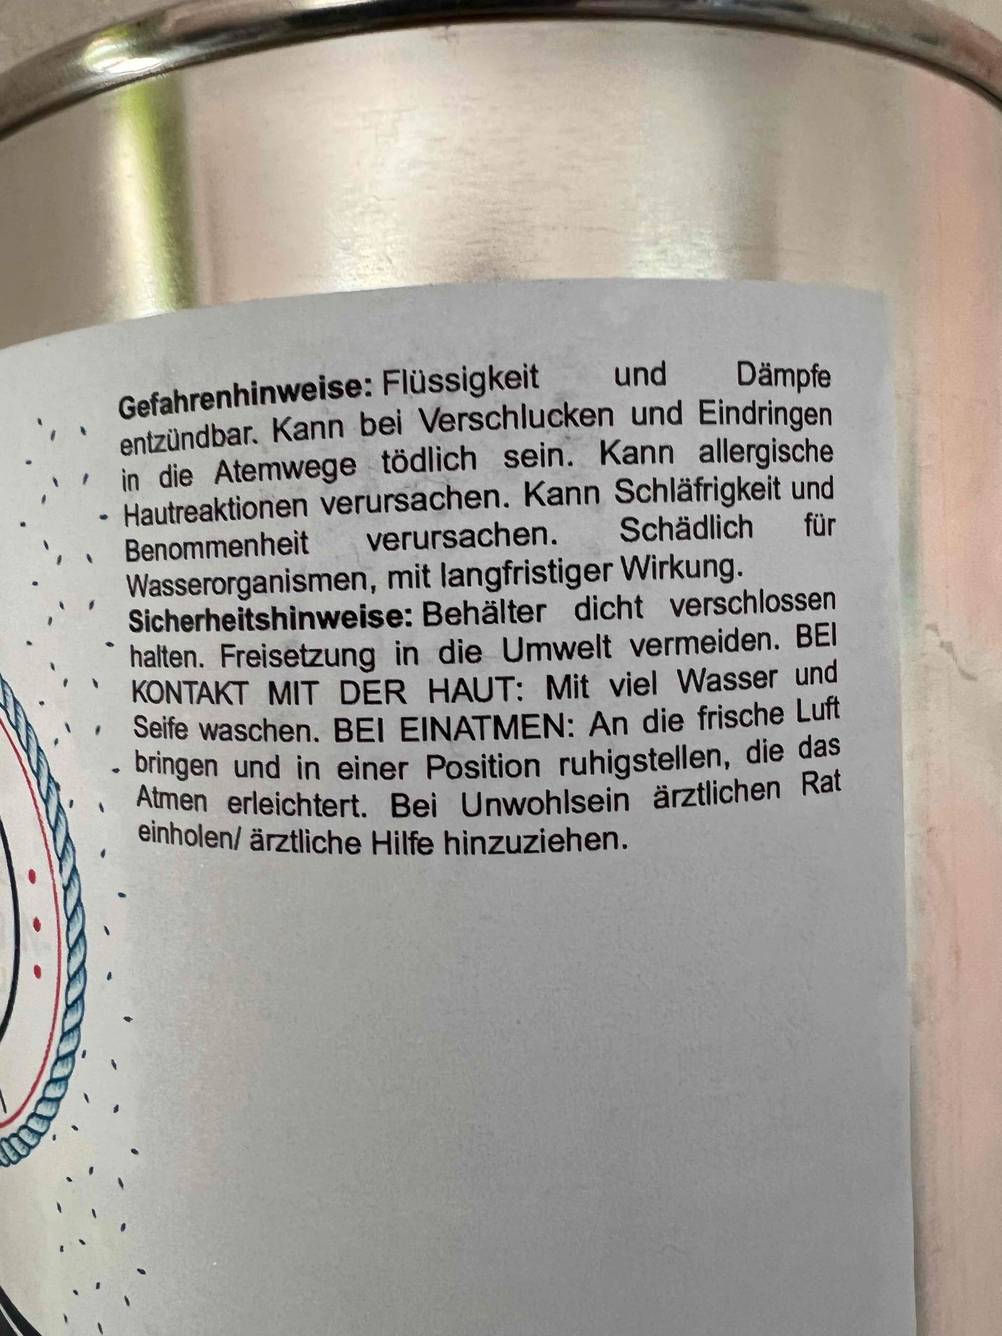 Gefahrenhinweise: Flüssigkeit und Dämpfe
entzündbar. Kann bei Verschlucken und Eindringen
in die Atemwege tödlich sein. Kann allergische
Hautreaktionen verursachen. Kann Schläfrigkeit und
Benommenheit verursachen. Schädlich für
Wasserorganismen, mit langfristiger Wirkung.
Sicherheitshinweise: Behälter dicht verschlossen
halten. Freisetzung in die Umwelt vermeiden. BEI
KONTAKT MIT DER HAUT: Mit viel Wasser und
Seife waschen. BEI EINATMEN: An die frische Luft
bringen und in einer Position ruhigstellen, die das
Atmen erleichtert. Bei Unwohlsein ärztlichen Rat
einholen/ ärztliche Hilfe hinzuziehen.